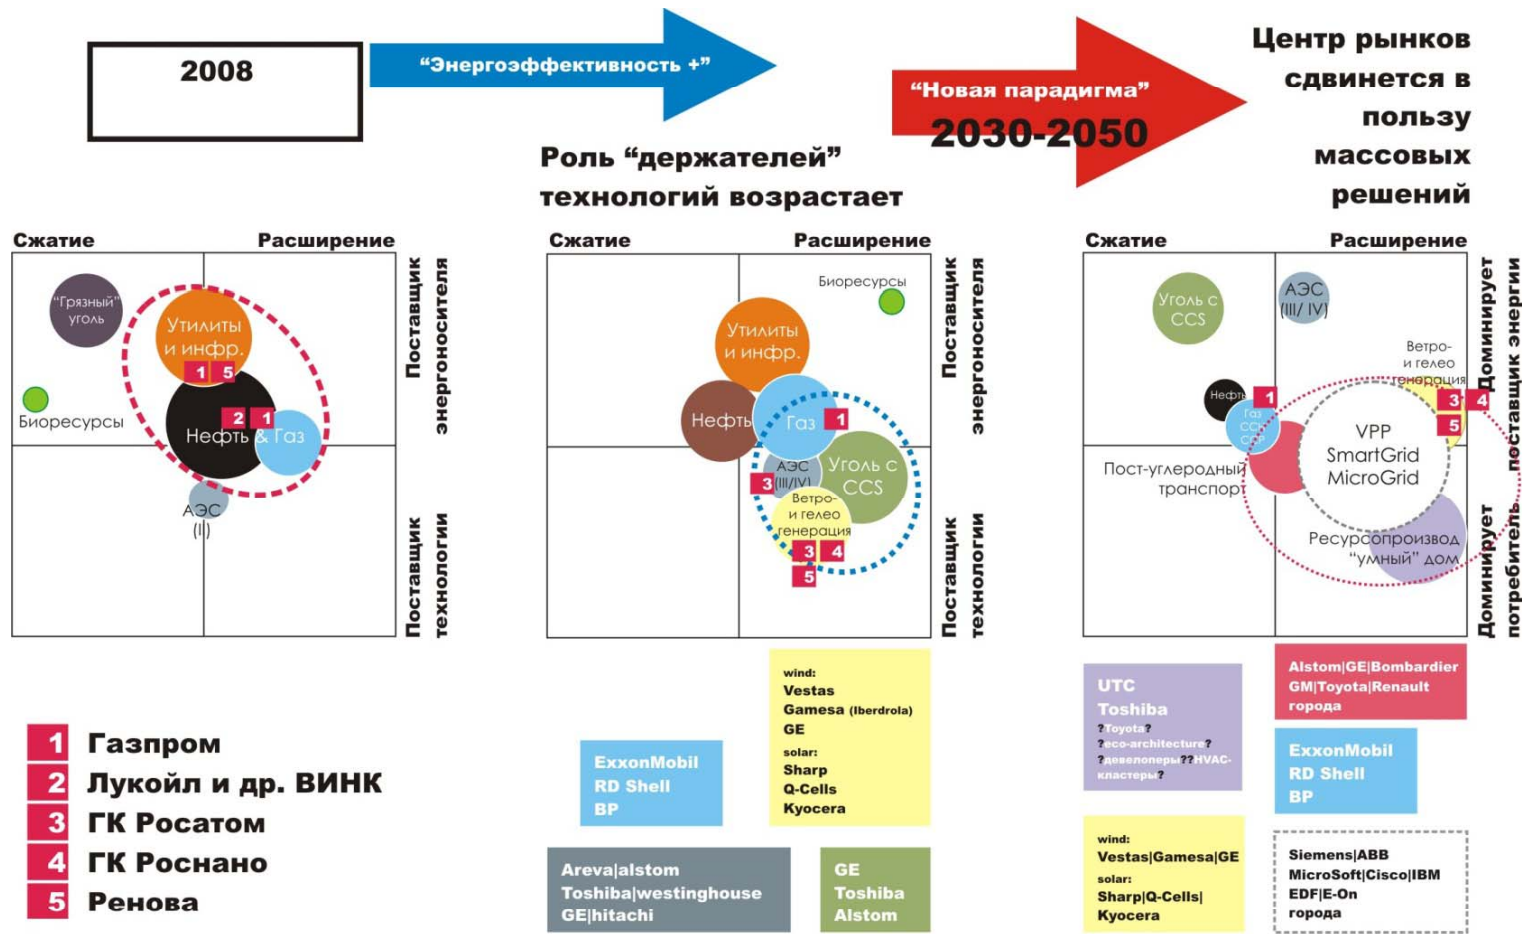 2008
“Энергоэффективность +”
“Новая парадигма”
2030-2050
Центр рынков
сдвинется в
пользу
массовых
решений
Роль “держателей”
технологий возрастает
Сжатие
Расширение
Поставщик
энергоносителя
Поставщик
технологии
“Грязный”
уголь
Утилиты
и инфр.
1 5
2 1
Нефть & Газ
Биоресурсы
АЭС
(II)
Сжатие
Расширение
Поставщик
энергоносителя
Поставщик
технологии
Биоресурсы
Утилиты
и инфр.
Нефть
Газ
1
АЭС
(III/IV)
3
Уголь с
CCS
Ветро-
и гелео
генерация
3 4
5
Сжатие
Расширение
Доминирует
поставщик энергии
Доминирует
потребитель
Уголь с
CCS
АЭС
(III/ IV)
Ветро-
и гелео
генерация
3 4
5
Нефть
1
Газ
VPP
SmartGrid
MicroGrid
Пост-углеродный
транспорт
Ресурсопроизвод
“умный” дом
1 Газпром
2 Лукойл и др. ВИНК
3 ГК Росатом
4 ГК Роснано
5 Ренова
ExxonMobil
RD Shell
BP
wind:
Vestas
Gamesa (Iberdrola)
GE
solar:
Sharp
Q-Cells
Kyocera
Areva|alstom
Toshiba|westinghouse
GE|hitachi
GE
Toshiba
Alstom
UTC
Toshiba
?Toyota?
?eco-architecture?
?девелоперы??HVAC-
кластеры?
Alstom|GE|Bombardier
GM|Toyota|Renault
города
ExxonMobil
RD Shell
BP
wind:
Vestas|Gamesa|GE
solar:
Sharp|Q-Cells|
Kyocera
Siemens|ABB
MicroSoft|Cisco|IBM
EDF|E-On
города